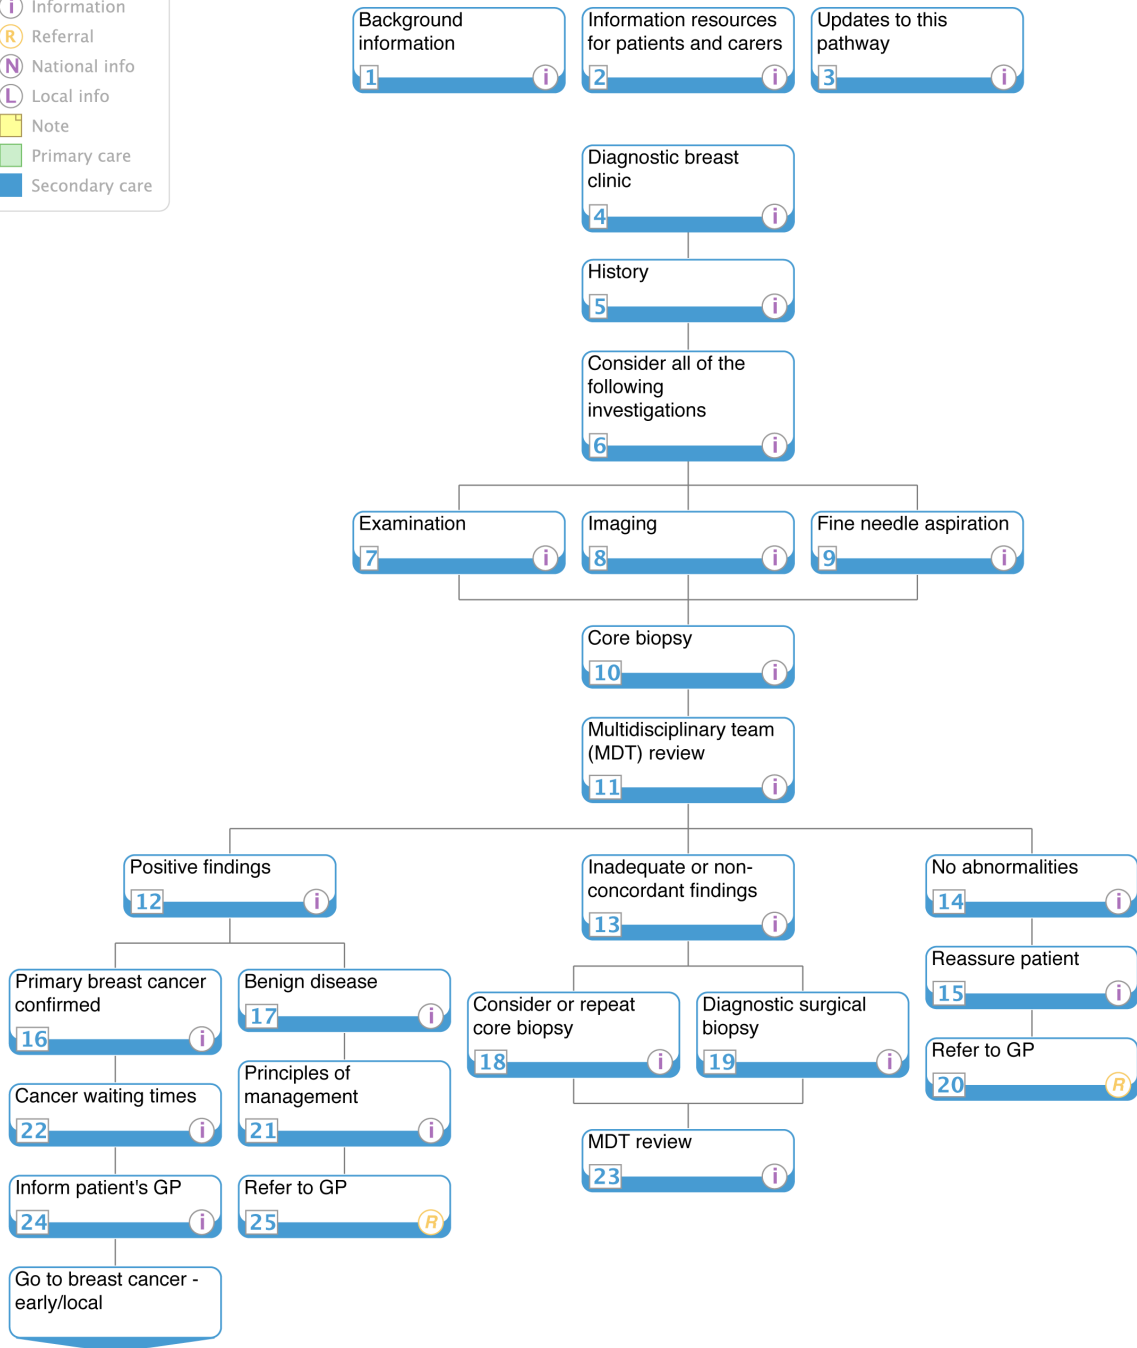 i Information
R Referral
N National info
L Local info
Note
Primary care
Secondary care
Background
information
1 i
Information resources
for patients and carers
2 i
Updates to this
pathway
3 i
Diagnostic breast
clinic
4 i
History
5 i
Consider all of the
following
investigations
6 i
Examination
7 i
Imaging
8 i
Fine needle aspiration
9 i
Core biopsy
10 i
Multidisciplinary team
(MDT) review
11 i
Positive findings
12 i
Inadequate or non-
concordant findings
13 i
No abnormalities
14 i
Reassure patient
15 i
Primary breast cancer
confirmed
16 i
Benign disease
17 i
Consider or repeat
core biopsy
18 i
Diagnostic surgical
biopsy
19 i
Refer to GP
20 R
Principles of
management
21 i
Cancer waiting times
22 i
MDT review
23 i
Inform patient's GP
24 i
Refer to GP
25 R
Go to breast cancer -
early/local